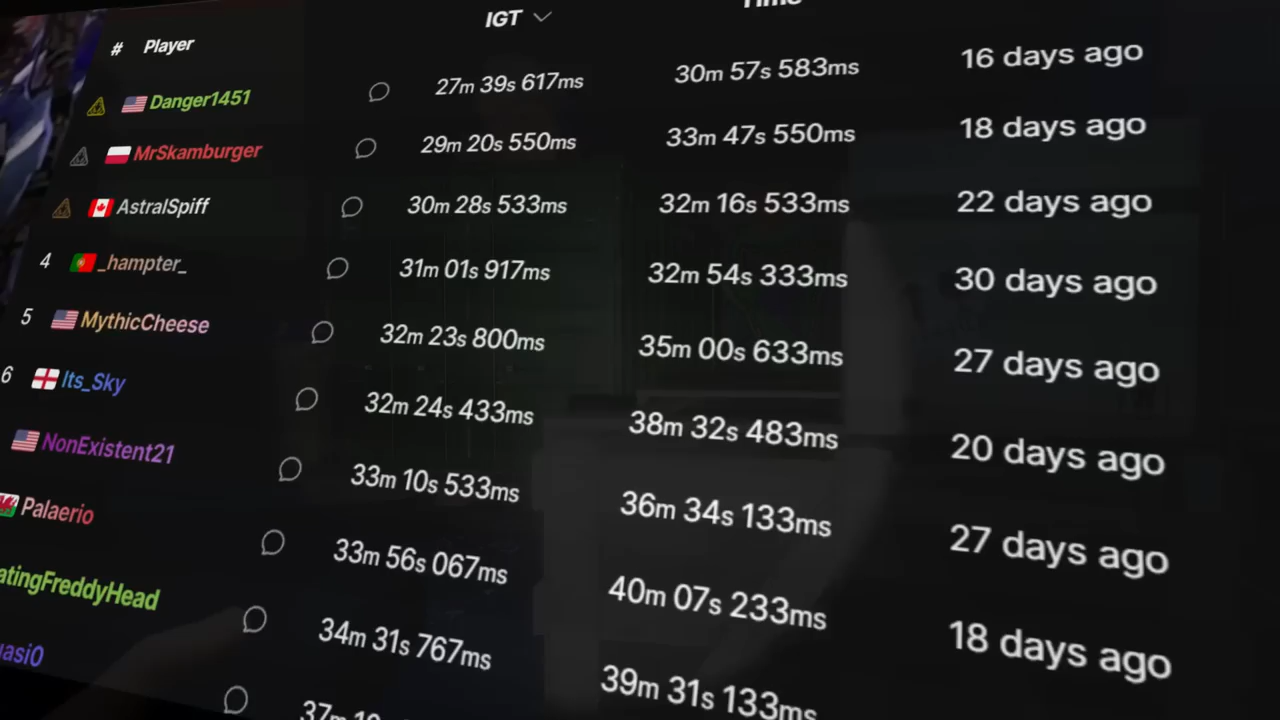 # Player IGT Time
Danger1451 27m 39s 617ms 30m 57s 583ms 16 days ago
MrSkamburger 29m 20s 550ms 33m 47s 550ms 18 days ago
AstralSpiff 30m 28s 533ms 32m 16s 533ms 22 days ago
4 _hampter_ 31m 01s 917ms 32m 54s 333ms 30 days ago
5 MythicCheese 32m 23s 800ms 35m 00s 633ms 27 days ago
6 Its_Sky 32m 24s 433ms 38m 32s 483ms 20 days ago
NonExistent21 33m 10s 533ms 36m 34s 133ms 27 days ago
Palaerio 33m 56s 067ms 40m 07s 233ms 18 days ago
atingFreddyHead 34m 31s 767ms 39m 31s 133ms
37m